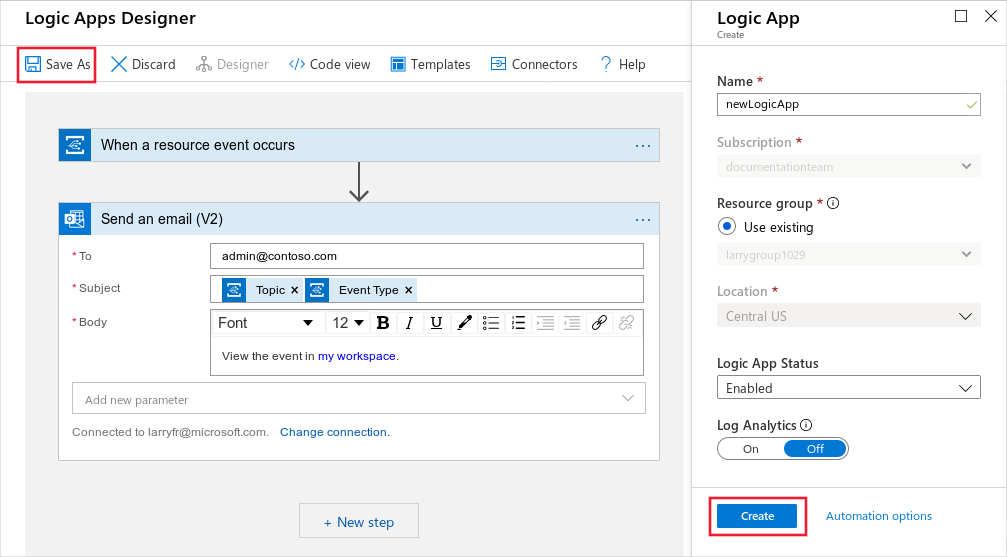 Logic Apps Designer
Save As Discard Designer Code view Templates Connectors Help
When a resource event occurs
Send an email (V2)
* To admin@contoso.com
* Subject Topic × Event Type ×
* Body Font 12 B I U
View the event in my workspace.
Add new parameter
Connected to larryfr@microsoft.com. Change connection.
+ New step
Logic App
Create
Name *
newLogicApp
Subscription *
documentationteam
Resource group *
Use existing
larrygroup1029
Location *
Central US
Logic App Status
Enabled
Log Analytics
On Off
Create Automation options